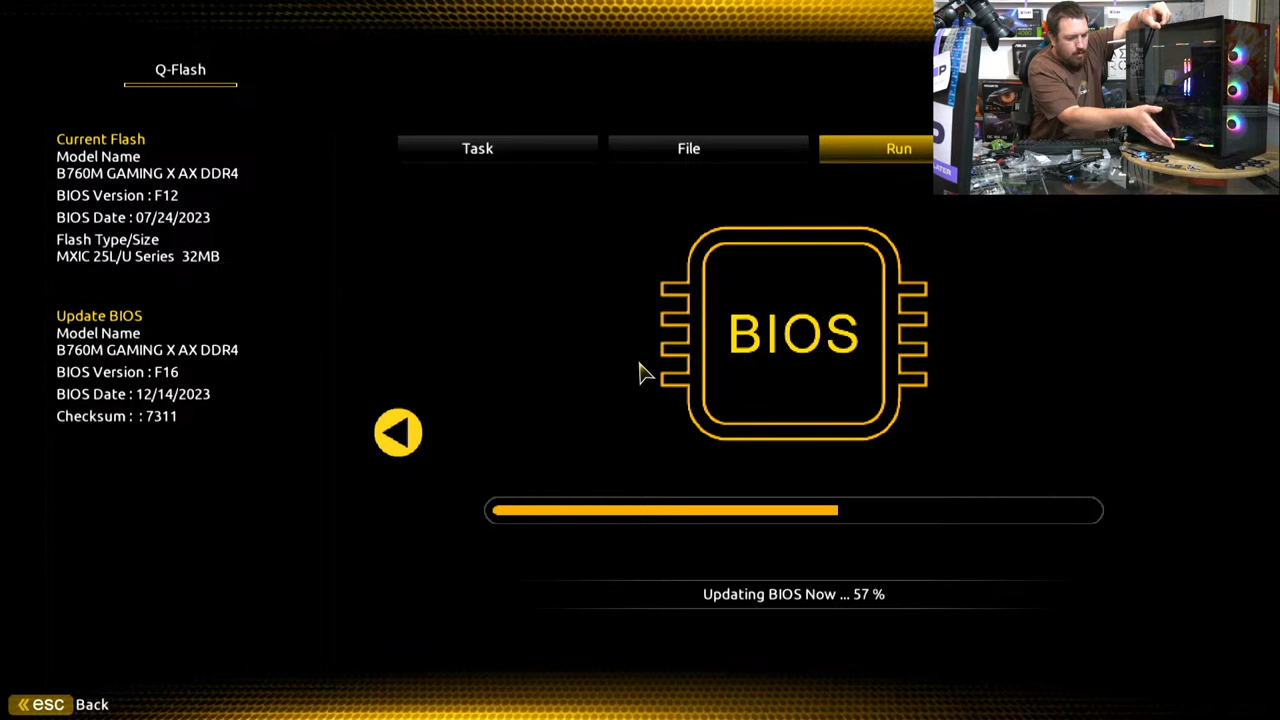 Q-Flash
Current Flash
Model Name
B760M GAMING X AX DDR4
BIOS Version : F12
BIOS Date : 07/24/2023
Flash Type/Size
MXIC 25L/U Series 32MB
Update BIOS
Model Name
B760M GAMING X AX DDR4
BIOS Version : F16
BIOS Date : 12/14/2023
Checksum : : 7311
Task
File
Run
BIOS
Updating BIOS Now ... 57 %
esc Back